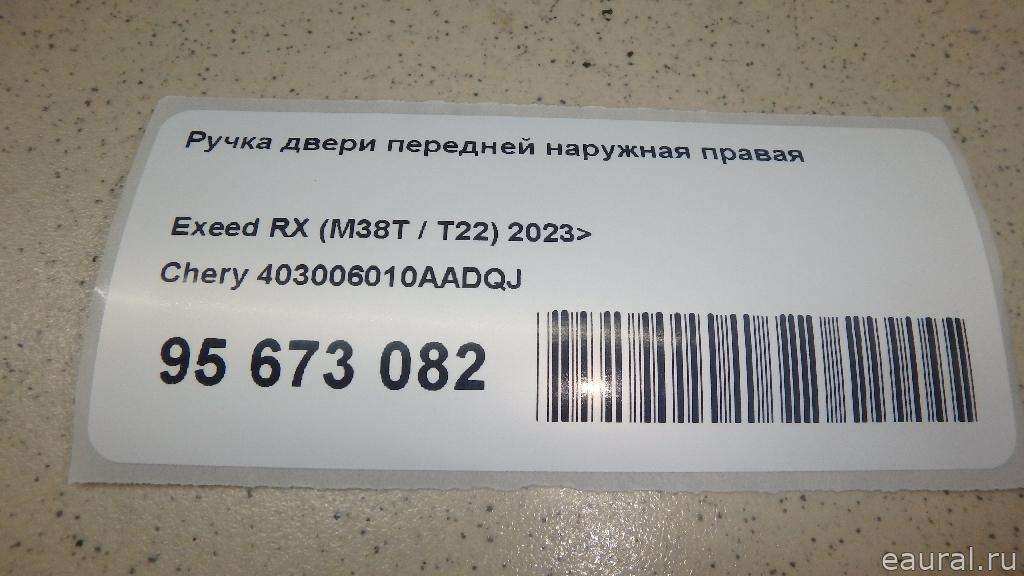 Ручка двери передней наружная правая
Exeed RX (M38T / T22) 2023>
Chery 403006010AADQJ
95 673 082
eaural.ru